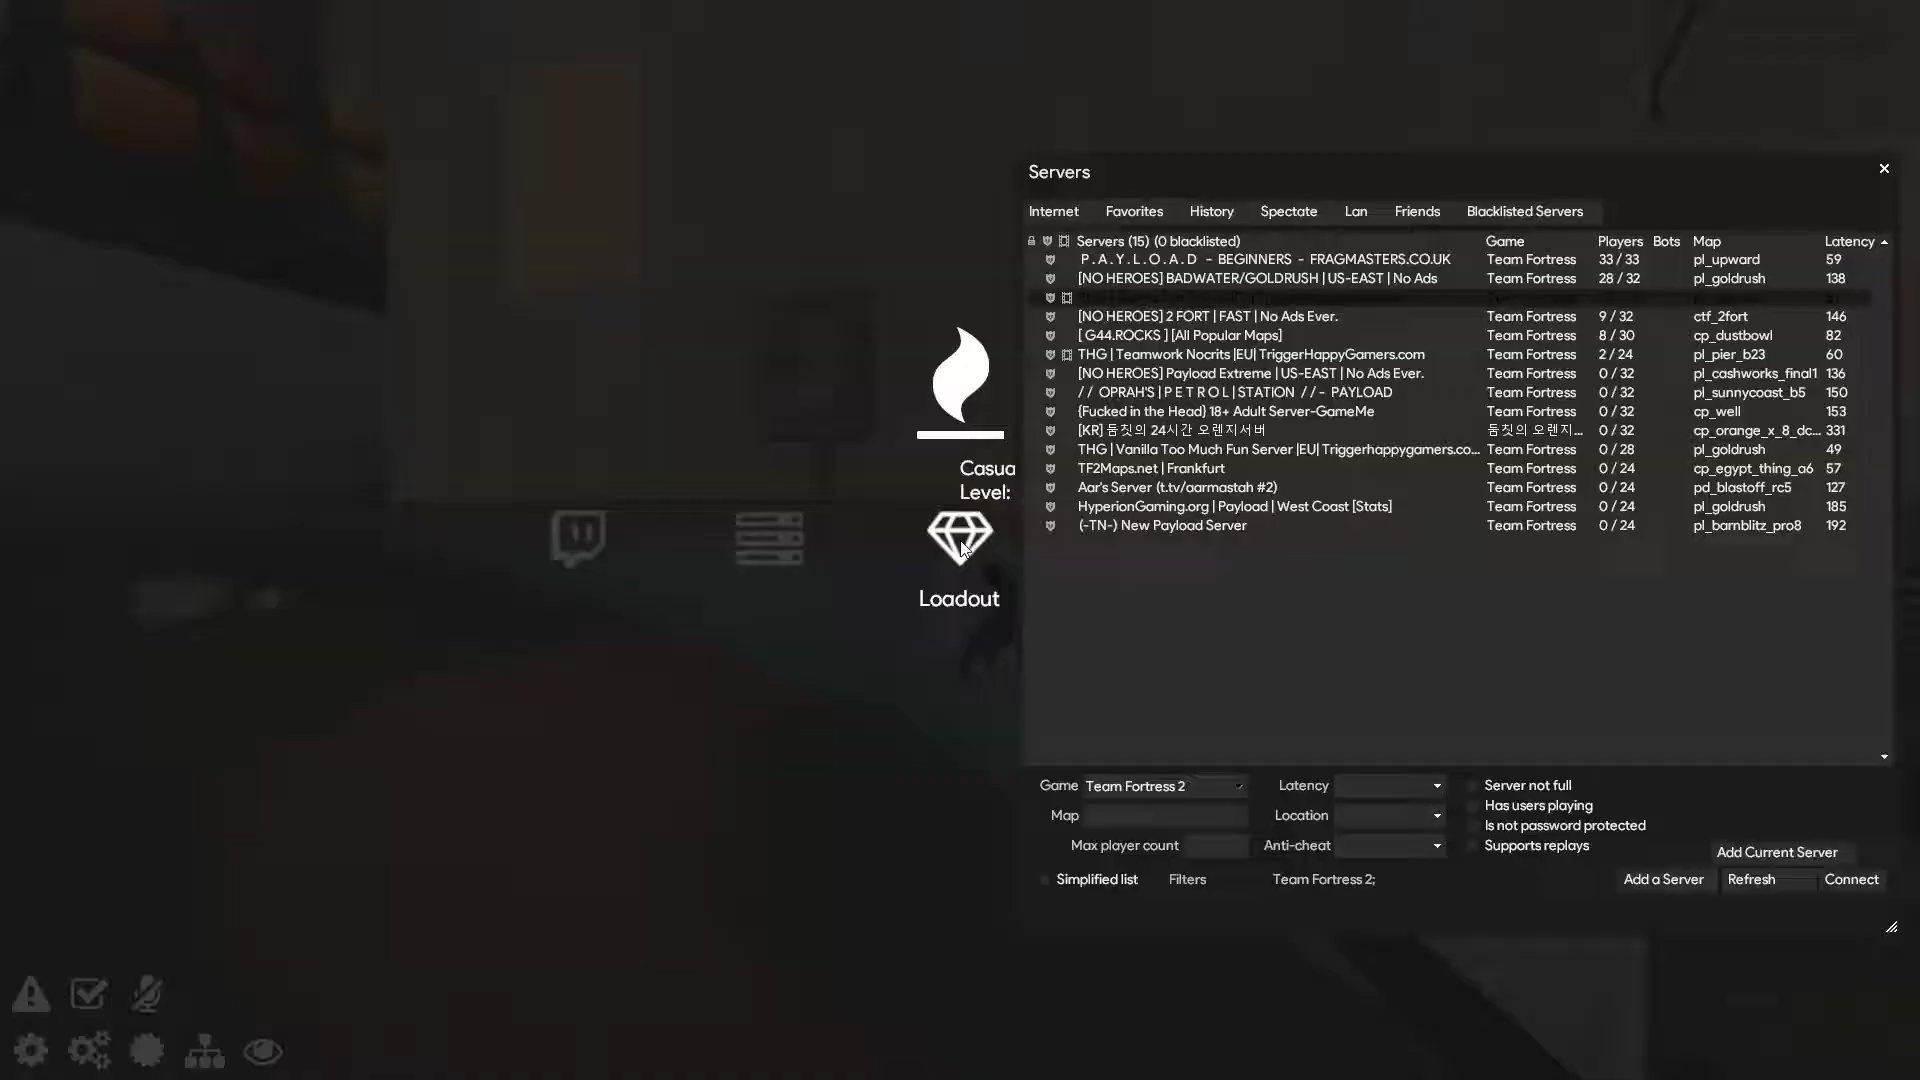 Servers
Internet Favorites History Spectate Lan Friends Blacklisted Servers
Servers (15) (0 blacklisted) Game Players Bots Map Latency
P.A.Y.L.O.A.D - BEGINNERS - FRAGMASTERS.CO.UK Team Fortress 33 / 33 pl_upward 59
[NO HEROES] BADWATER/GOLDRUSH | US-EAST | No Ads Team Fortress 28 / 32 pl_goldrush 138
[NO HEROES] 2 FORT | FAST | No Ads Ever. Team Fortress 9 / 32 ctf_2fort 146
[ G44.ROCKS ] [All Popular Maps] Team Fortress 8 / 30 cp_dustbowl 82
THG | Teamwork Nocrits |EU| TriggerHappyGamers.com Team Fortress 2 / 24 pl_pier_b23 60
[NO HEROES] Payload Extreme | US-EAST | No Ads Ever. Team Fortress 0 / 32 pl_cashworks_final1 136
// OPRAH'S | P E T R O L | STATION // - PAYLOAD Team Fortress 0 / 32 pl_sunnycoast_b5 150
{Fucked in the Head} 18+ Adult Server-GameMe Team Fortress 0 / 32 cp_well 153
[KR] 둠칫의 24시간 오렌지서버 둠칫의 오렌지... 0 / 32 cp_orange_x_8_dc... 331
THG | Vanilla Too Much Fun Server |EU| Triggerhappygamers.co... Team Fortress 0 / 28 pl_goldrush 49
TF2Maps.net | Frankfurt Team Fortress 0 / 24 cp_egypt_thing_a6 57
Aar's Server (t.tv/aarmastah #2) Team Fortress 0 / 24 pd_blastoff_rc5 127
HyperionGaming.org | Payload | West Coast [Stats] Team Fortress 0 / 24 pl_goldrush 185
(-TN-) New Payload Server Team Fortress 0 / 24 pl_barnblitz_pro8 192
Casua
Level:
Loadout
Game Team Fortress 2 Latency Server not full
Has users playing
Map Location
Is not password protected
Max player count Anti-cheat Supports replays
Add Current Server
Simplified list Filters Team Fortress 2; Add a Server Refresh Connect